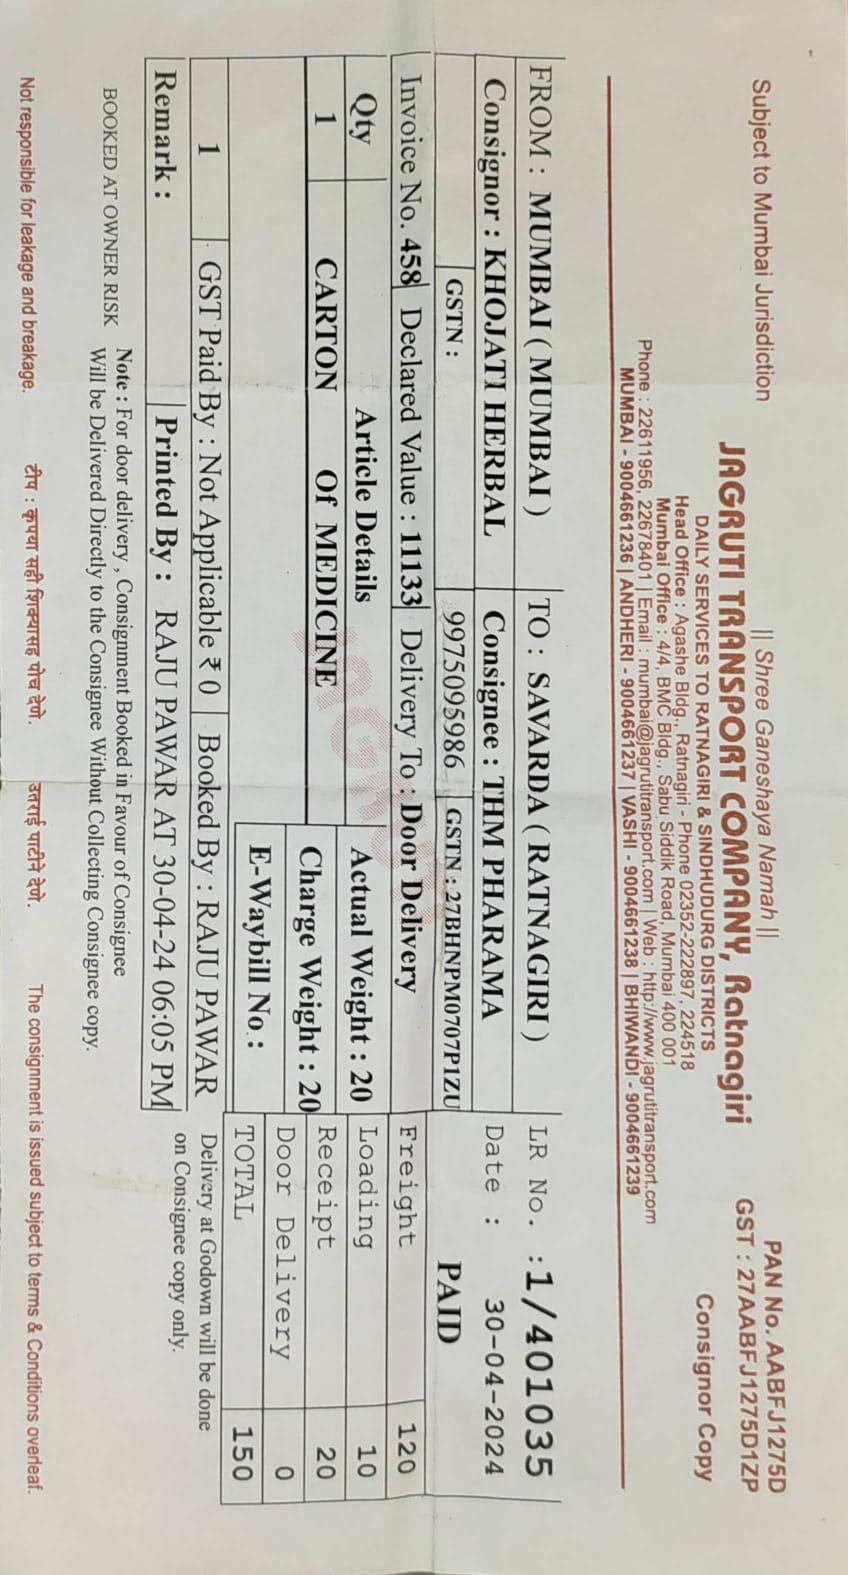 || Shree Ganeshaya Namah ||
Subject to Mumbai Jurisdiction
PAN No. AABFJ1275D
GST : 27AABFJ1275D1ZP
JAGRUTI TRANSPORT COMPANY, Ratnagiri
Consignor Copy
DAILY SERVICES TO RATNAGIRI & SINDHUDURG DISTRICTS
Head Office : Agashe Bldg., Ratnagiri - Phone 02352-222897, 224518
Mumbai Office : 4/4, BMC Bldg., Sabu Siddik Road, Mumbai 400 001
Phone : 22611956, 22678401 | Email : mumbai@jagrutitransport.com | Web : http://www.jagrutitransport.com
MUMBAI - 9004661236 | ANDHERI - 9004661237 | VASHI - 9004661238 | BHIWANDI - 9004661239
FROM : MUMBAI ( MUMBAI ) TO : SAVARDA ( RATNAGIRI ) LR No. :1/401035
Consignor : KHOJATI HERBAL Consignee : THM PHARAMA Date : 30-04-2024
GSTN : 9975095986 GSTN : 27BHNPM0707P1ZU PAID
Invoice No. 458 Declared Value : 11133 Delivery To : Door Delivery Freight 120
Qty Article Details Actual Weight : 20 Loading 10
1 CARTON Of MEDICINE Charge Weight : 20 Receipt 20
Door Delivery 0
E-Waybill No.: TOTAL 150
1 GST Paid By : Not Applicable ₹ 0 Booked By : RAJU PAWAR
Remark : Printed By : RAJU PAWAR AT 30-04-24 06:05 PM
Delivery at Godown will be done
on Consignee copy only.
BOOKED AT OWNER RISK
Note : For door delivery , Consignment Booked in Favour of Consignee
Will be Delivered Directly to the Consignee Without Collecting Consignee copy.
Not responsible for leakage and breakage. टीप : कृपया सही शिक्यासह पोच देणे. उतराई पार्टीने देणे. The consignment is issued subject to terms & Conditions overleaf.